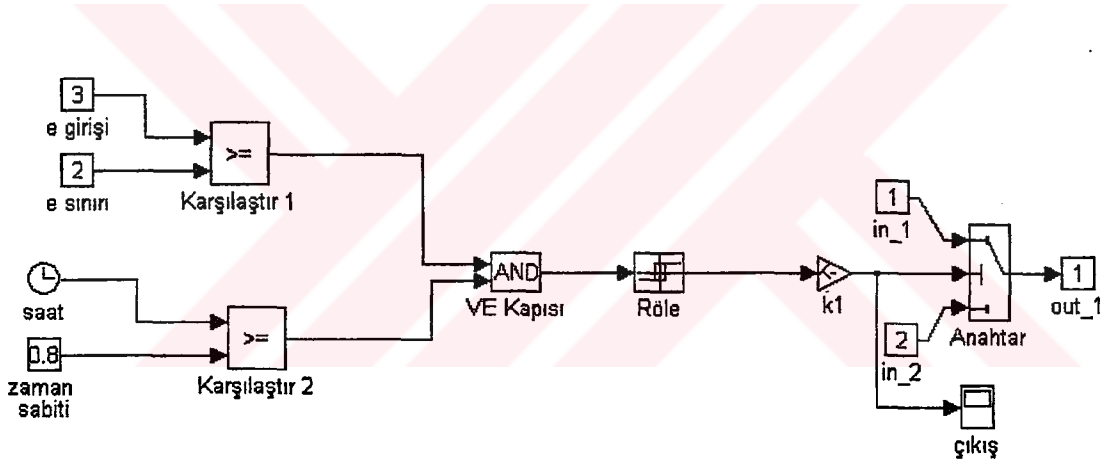 3
e girişi
2
e sınırı
>=
Karşılaştır 1
saat
0.8
zaman
sabiti
>=
Karşılaştır 2
AND
VE Kapısı
Röle
k1
1
in_1
2
in_2
Anahtar
1
out_1
çıkış